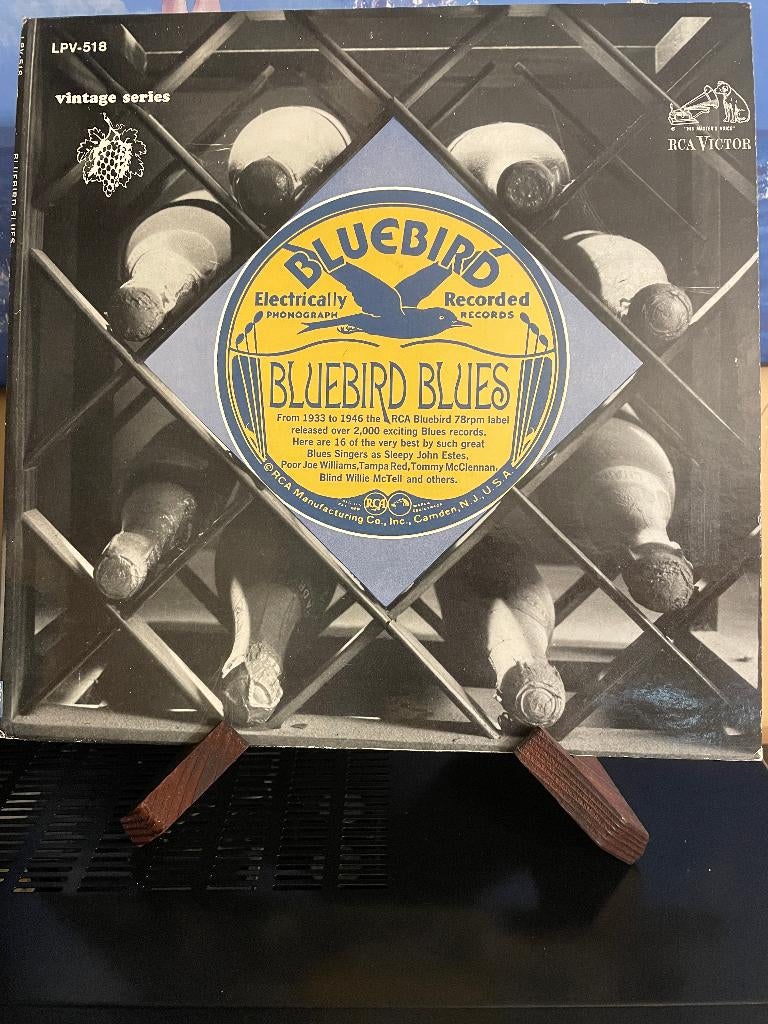 LPV-518
vintage series
LPV-518
BLUEBIRD BLUES
"HIS MASTER'S VOICE"
RCA VICTOR
BLUEBIRD
Electrically Recorded
PHONOGRAPH RECORDS
BLUEBIRD BLUES
From 1933 to 1946 the RCA Bluebird 78rpm label
released over 2,000 exciting Blues records.
Here are 16 of the very best by such great
Blues Singers as Sleepy John Estes,
Poor Joe Williams, Tampa Red, Tommy McClennan,
Blind Willie McTell and others.
RCA
©RCA Manufacturing Co., Inc., Camden, N.J., U.S.A.